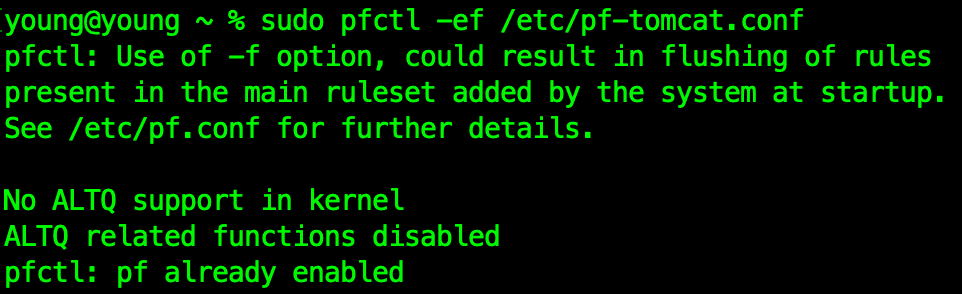 [young@young ~ % sudo pfctl -ef /etc/pf-tomcat.conf
pfctl: Use of -f option, could result in flushing of rules
present in the main ruleset added by the system at startup.
See /etc/pf.conf for further details.
No ALTQ support in kernel
ALTQ related functions disabled
pfctl: pf already enabled